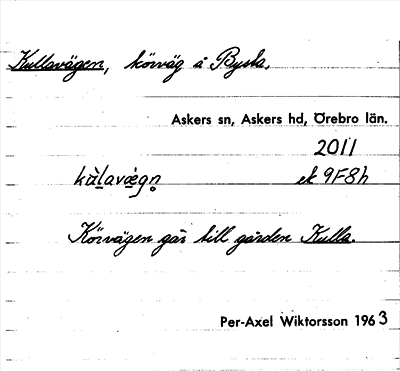 Kullavägen, körväg å Bysta.
Askers sn, Askers hd, Örebro län.
2011
kùlavægn̥ ek 9F8h
Körvägen går till gården Kulla.
Per-Axel Wiktorsson 1963